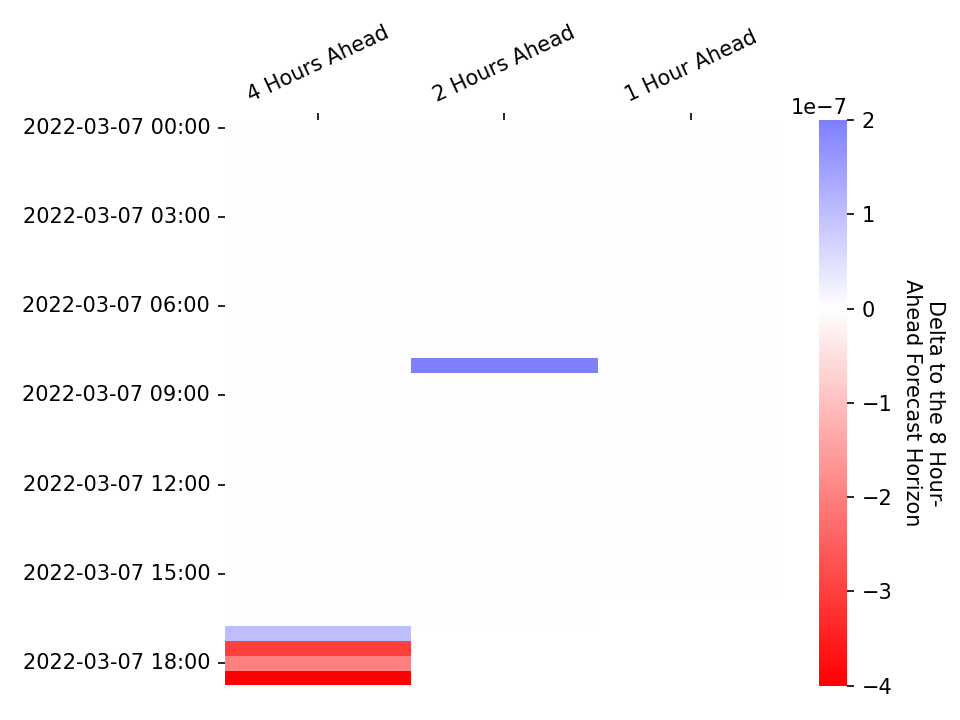 4 Hours Ahead
2 Hours Ahead
1 Hour Ahead
1e−7
2022-03-07 00:00
2022-03-07 03:00
2022-03-07 06:00
2022-03-07 09:00
2022-03-07 12:00
2022-03-07 15:00
2022-03-07 18:00
2
1
0
−1
−2
−3
−4
Delta to the 8 Hour-
Ahead Forecast Horizon